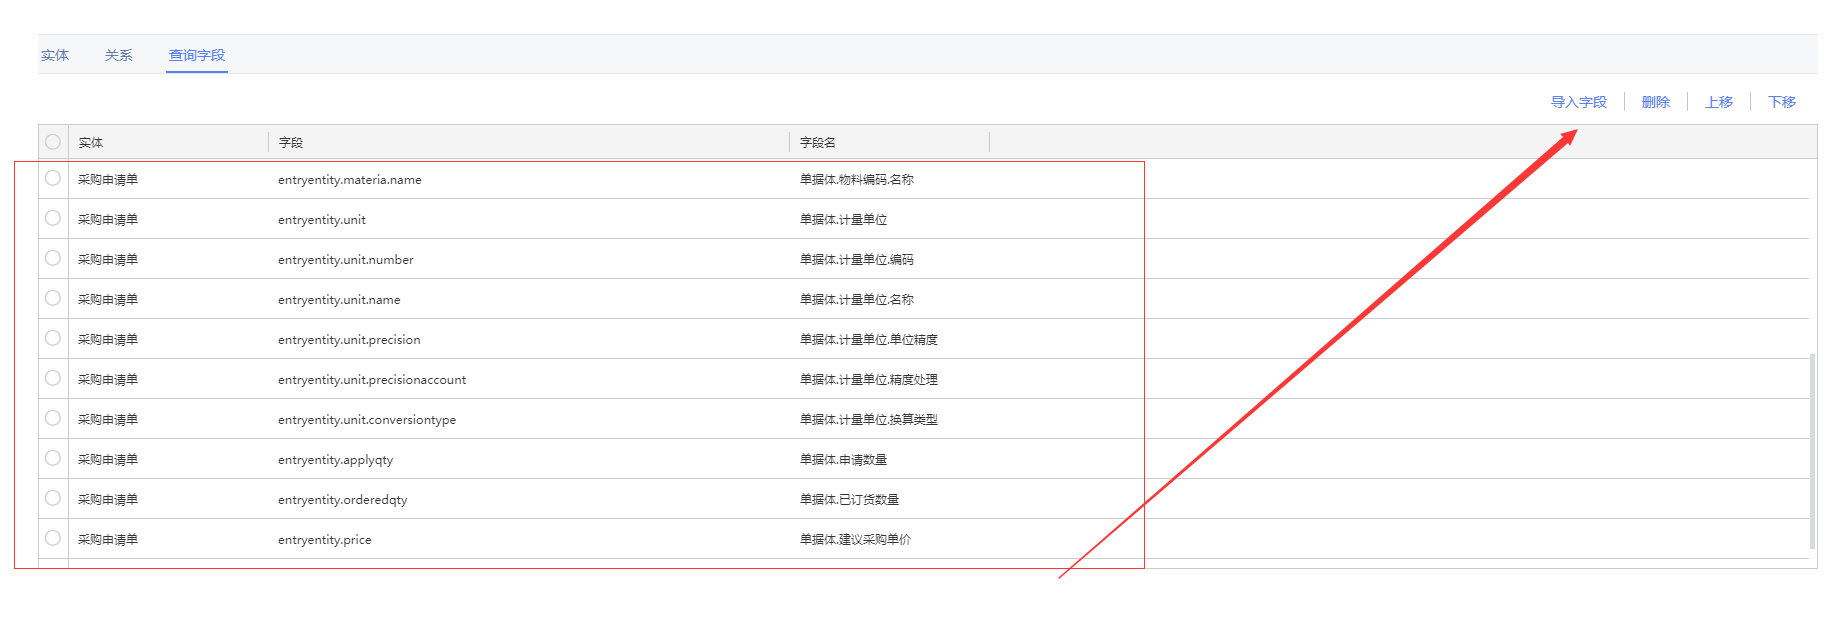 实体 关系 查询字段
导入字段 删除 上移 下移
实体 字段 字段名
采购申请单 entryentity.materia.name 单据体.物料编码.名称
采购申请单 entryentity.unit 单据体.计量单位
采购申请单 entryentity.unit.number 单据体.计量单位.编码
采购申请单 entryentity.unit.name 单据体.计量单位.名称
采购申请单 entryentity.unit.precision 单据体.计量单位.单位精度
采购申请单 entryentity.unit.precisionaccount 单据体.计量单位.精度处理
采购申请单 entryentity.unit.conversiontype 单据体.计量单位.换算类型
采购申请单 entryentity.applyqty 单据体.申请数量
采购申请单 entryentity.orderedqty 单据体.已订货数量
采购申请单 entryentity.price 单据体.建议采购单价